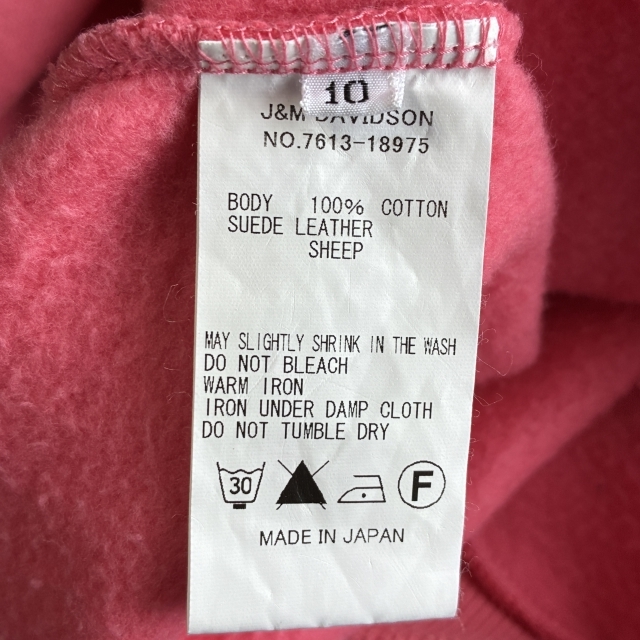 10
J&M DAVIDSON
NO.7613-18975
BODY 100% COTTON
SUEDE LEATHER
SHEEP
MAY SLIGHTLY SHRINK IN THE WASH
DO NOT BLEACH
WARM IRON
IRON UNDER DAMP CLOTH
DO NOT TUMBLE DRY
30 F
MADE IN JAPAN